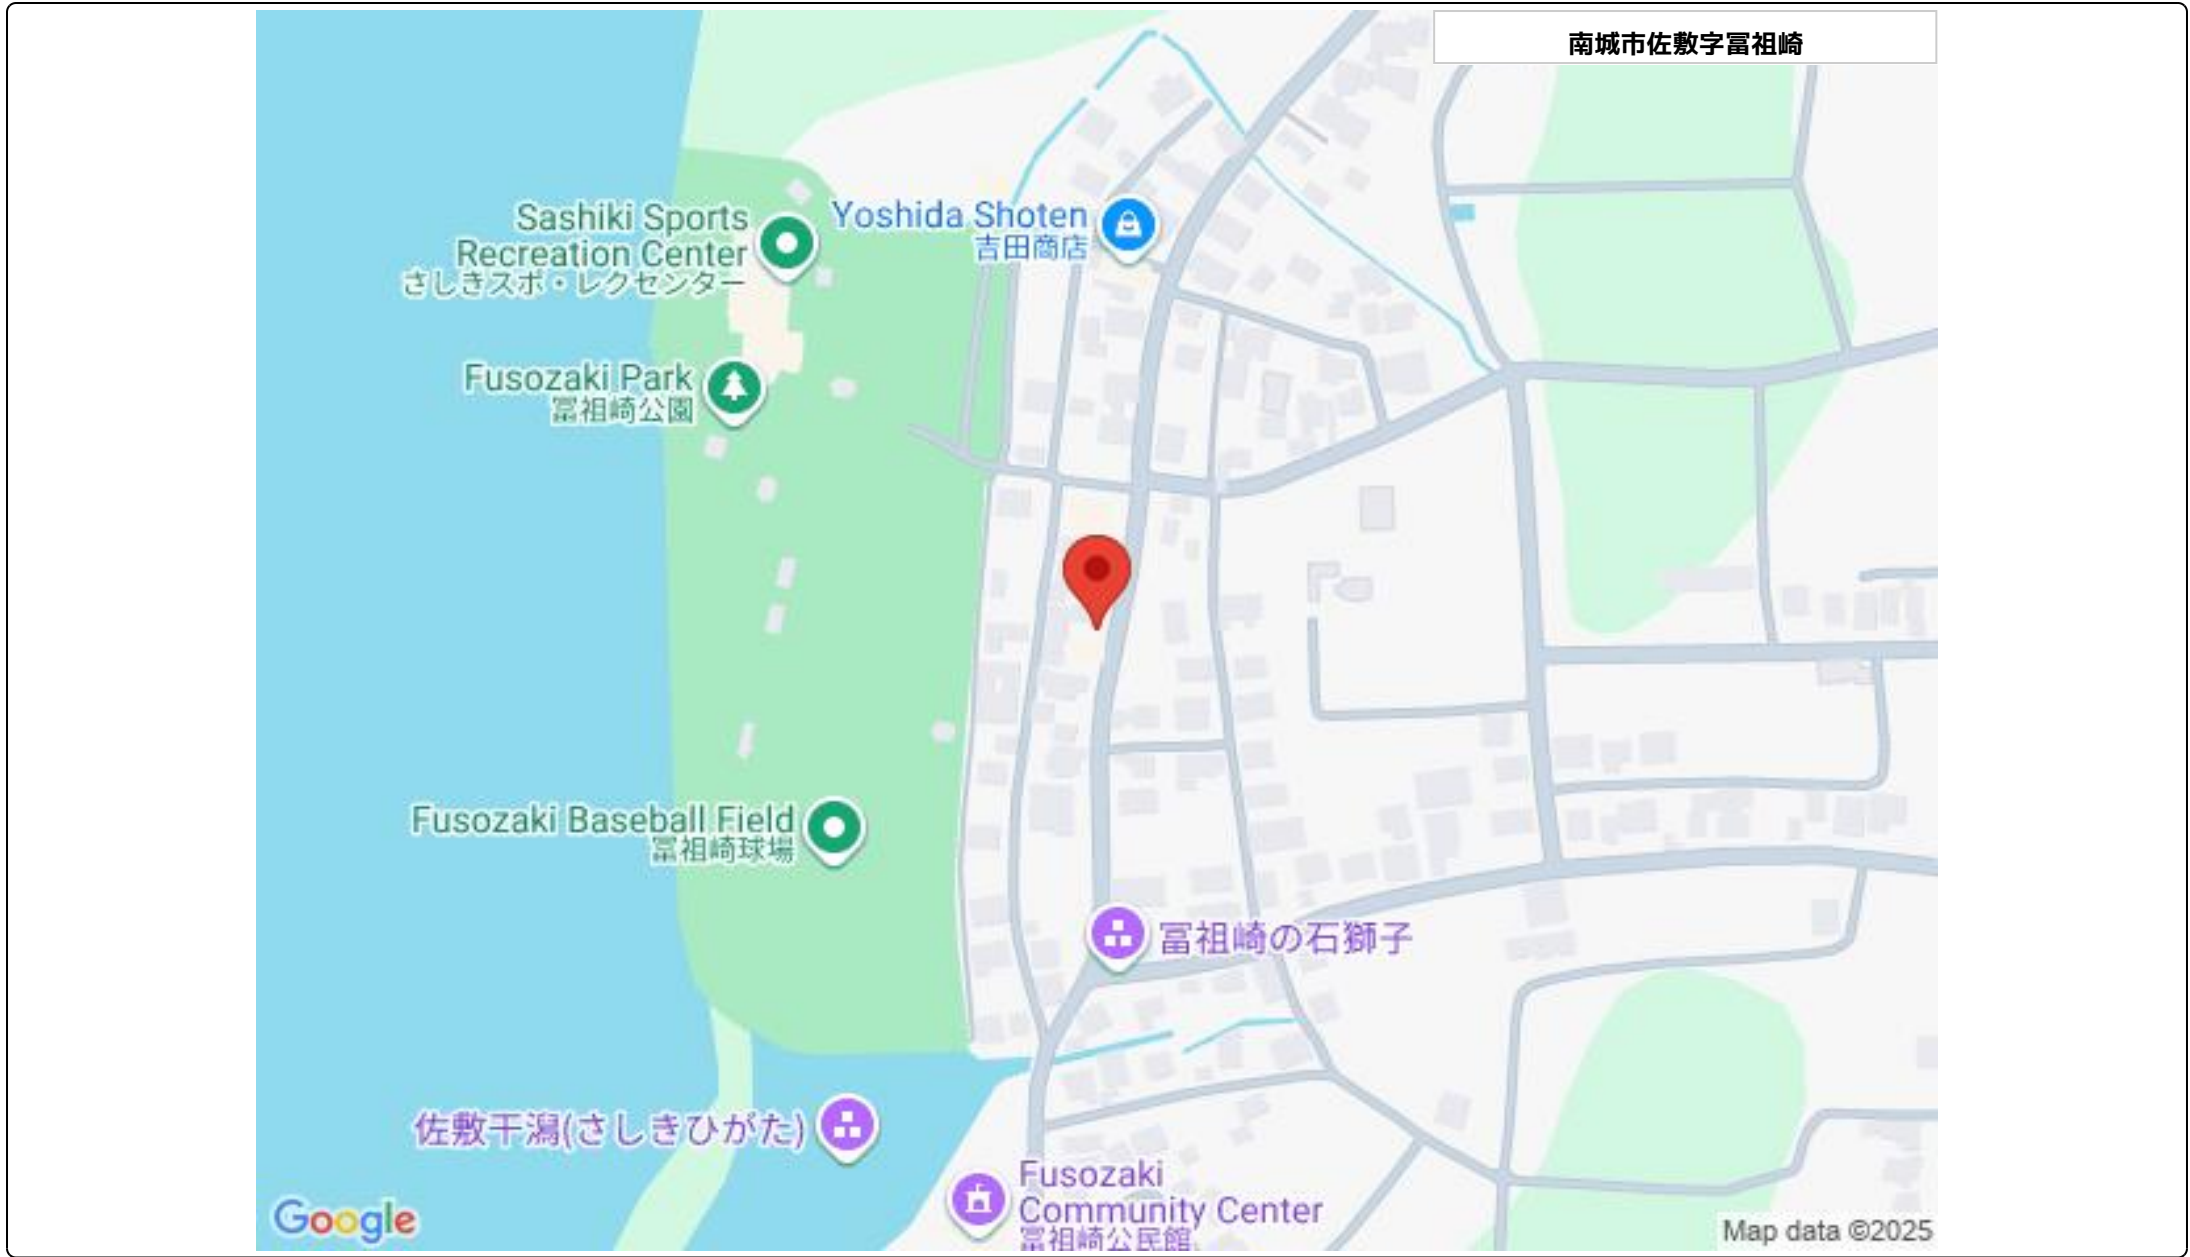 南城市佐敷字冨祖崎
Sashiki Sports
Recreation Center
さしきスポ・レクセンター
Yoshida Shoten
吉田商店
Fusozaki Park
冨祖崎公園
Fusozaki Baseball Field
冨祖崎球場
冨祖崎の石獅子
佐敷干潟(さしきひがた)
Fusozaki
Community Center
冨祖崎公民館
Google
Map data ©2025